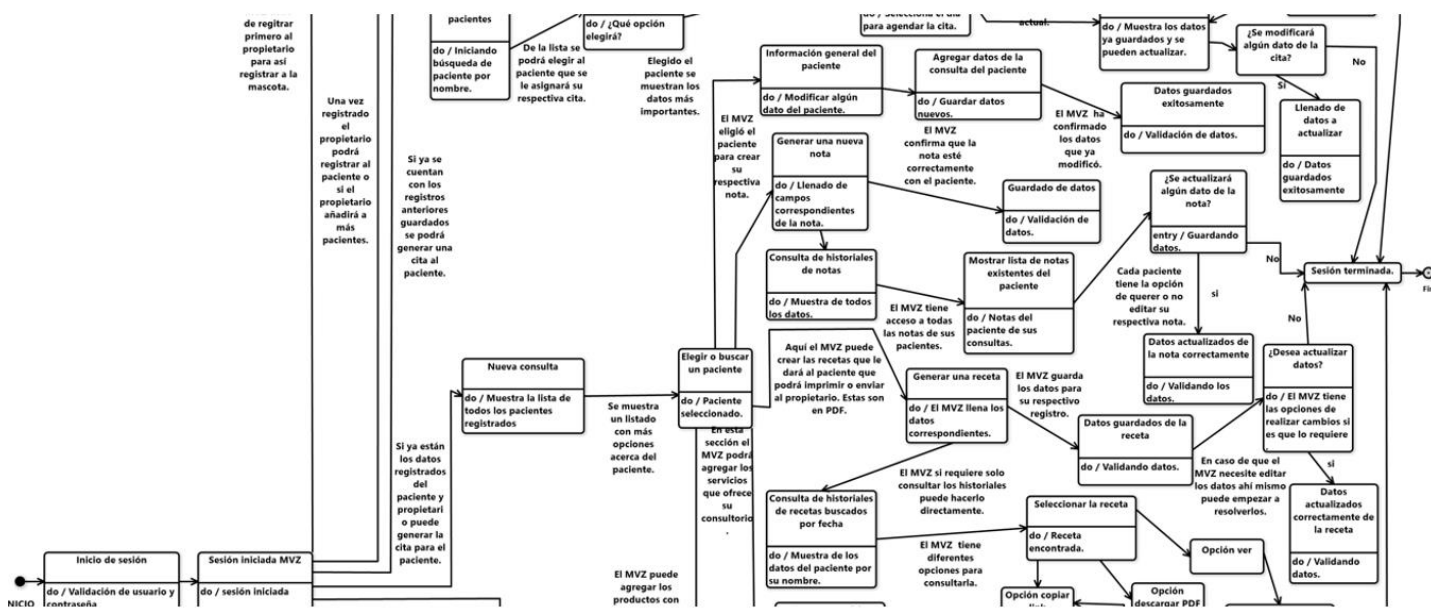 de regitrar
primero al
propietario
para así
registrar a la
mascota.
Una vez
registrado
el
propietario
podrá
registrar al
paciente o
si el
propietario
añadirá a
más
pacientes.
Si ya se
cuentan
con los
registros
anteriores
guardados
se podrá
generar una
cita al
paciente.
pacientes
do / Iniciando
búsqueda de
paciente por
nombre.
De la lista se
podrá elegir al
paciente que se
le asignará su
respectiva cita.
do / ¿Qué opción
elegirá?
Elegido el
paciente se
muestran los
datos más
importantes.
para agendar la cita.
actual.
do / Muestra los datos
ya guardados y se
pueden actualizar.
¿Se modificará
algún dato de la
cita?
No
Si
Llenado de
datos a
actualizar
do / Datos
guardados
exitosamente
Información general del
paciente
do / Modificar algún
dato del paciente.
Agregar datos de la
consulta del paciente
do / Guardar datos
nuevos.
Datos guardados
exitosamente
do / Validación de datos.
El MVZ
eligió el
paciente
para crear
su
respectiva
nota.
Generar una nueva
nota
do / Llenado de
campos
correspondientes
de la nota.
El MVZ
confirma que la
nota esté
correctamente
con el paciente.
El MVZ ha
confirmado
los datos
que ya
modificó.
Guardado de datos
do / Validación de
datos.
¿Se actualizará
algún dato de la
nota?
entry / Guardando
datos.
No
Sesión terminada.
Consulta de historiales
de notas
do / Muestra de todos
los datos.
El MVZ tiene
acceso a todas
las notas de sus
pacientes.
Mostrar lista de notas
existentes del
paciente
do / Notas del
paciente de sus
consultas.
Cada paciente
tiene la opción
de querer o no
editar su
respectiva nota.
si
Datos actualizados de
la nota correctamente
do / Validando los
datos.
No
¿Desea actualizar
datos?
do / El MVZ tiene
las opciones de
realizar cambios si
es que lo requiere
.
Nueva consulta
do / Muestra la lista de
todos los pacientes
registrados
Se muestra
un listado
con más
opciones
acerca del
paciente.
Elegir o buscar
un paciente
do / Paciente
seleccionado.
En esta
sección el
MVZ podrá
agregar los
servicios
que ofrece
su
consultorio
.
Aquí el MVZ puede
crear las recetas que le
dará al paciente que
podrá imprimir o enviar
al propietario. Estas son
en PDF.
Generar una receta
do / El MVZ llena los
datos
correspondientes.
El MVZ guarda
los datos para
su respectivo
registro.
Datos guardados de la
receta
do / Validando datos.
En caso de que el
MVZ necesite editar
los datos ahí mismo
puede empezar a
resolverlos.
si
Datos
actualizados
correctamente de
la receta
do / Validando
datos.
El MVZ si requiere solo
consultar los historiales
puede hacerlo
directamente.
Consulta de historiales
de recetas buscados
por fecha
do / Muestra de los
datos del paciente por
su nombre.
El MVZ tiene
diferentes
opciones para
consultarla.
Seleccionar la receta
do / Receta
encontrada.
Opción ver
Opción copiar
Opción
descargar PDF
Si ya están
los datos
registrados
del
paciente y
propietari
o puede
generar la
cita para el
paciente.
El MVZ puede
agregar los
productos con
Inicio de sesión
do / Validación de usuario y
contraseña
Sesión iniciada MVZ
do / sesión iniciada